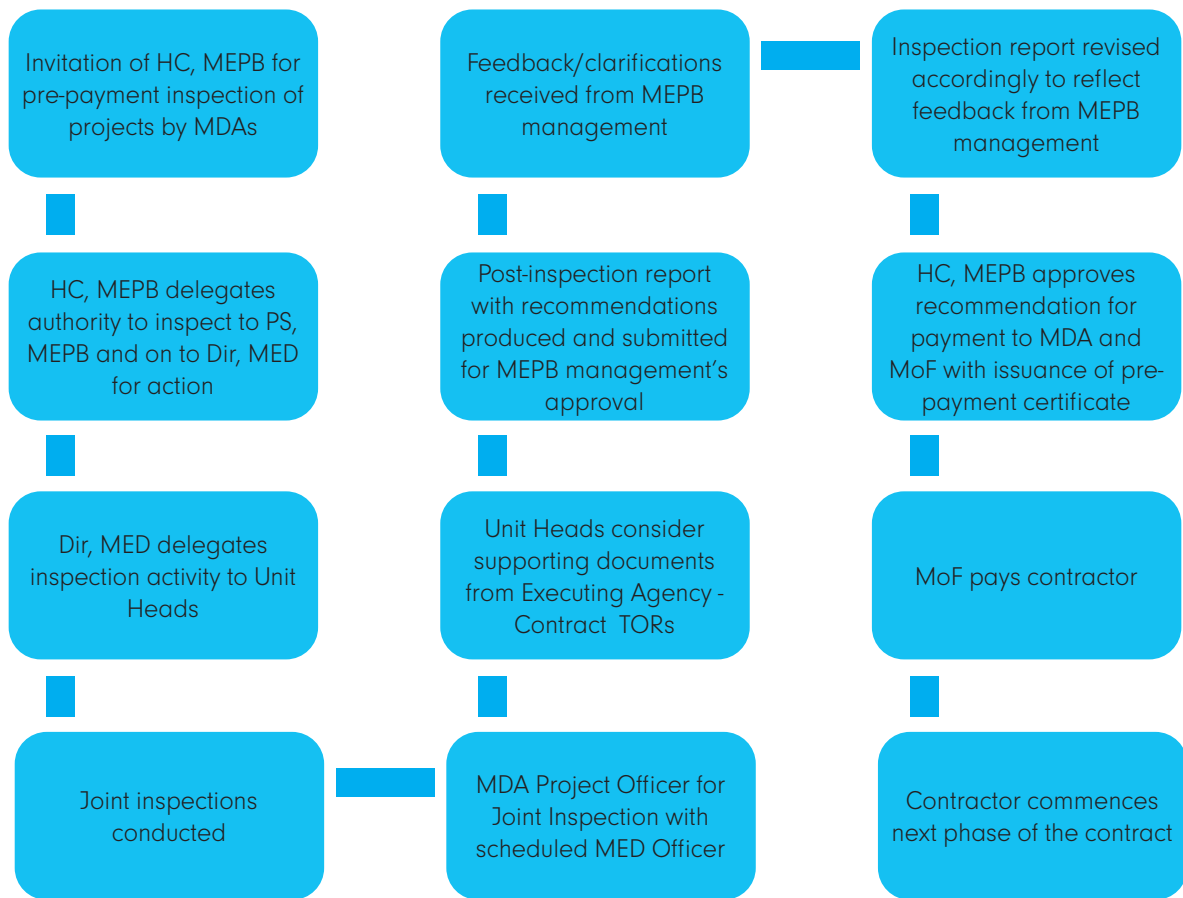 Invitation of HC, MEPB for
pre-payment inspection of
projects by MDAs
HC, MEPB delegates
authority to inspect to PS,
MEPB and on to Dir, MED
for action
Dir, MED delegates
inspection activity to Unit
Heads
Joint inspections
conducted
MDA Project Officer for
Joint Inspection with
scheduled MED Officer
Unit Heads consider
supporting documents
from Executing Agency -
Contract TORs
Post-inspection report
with recommendations
produced and submitted
for MEPB management’s
approval
Feedback/clarifications
received from MEPB
management
Inspection report revised
accordingly to reflect
feedback from MEPB
management
HC, MEPB approves
recommendation for
payment to MDA and
MoF with issuance of pre-
payment certificate
MoF pays contractor
Contractor commences
next phase of the contract